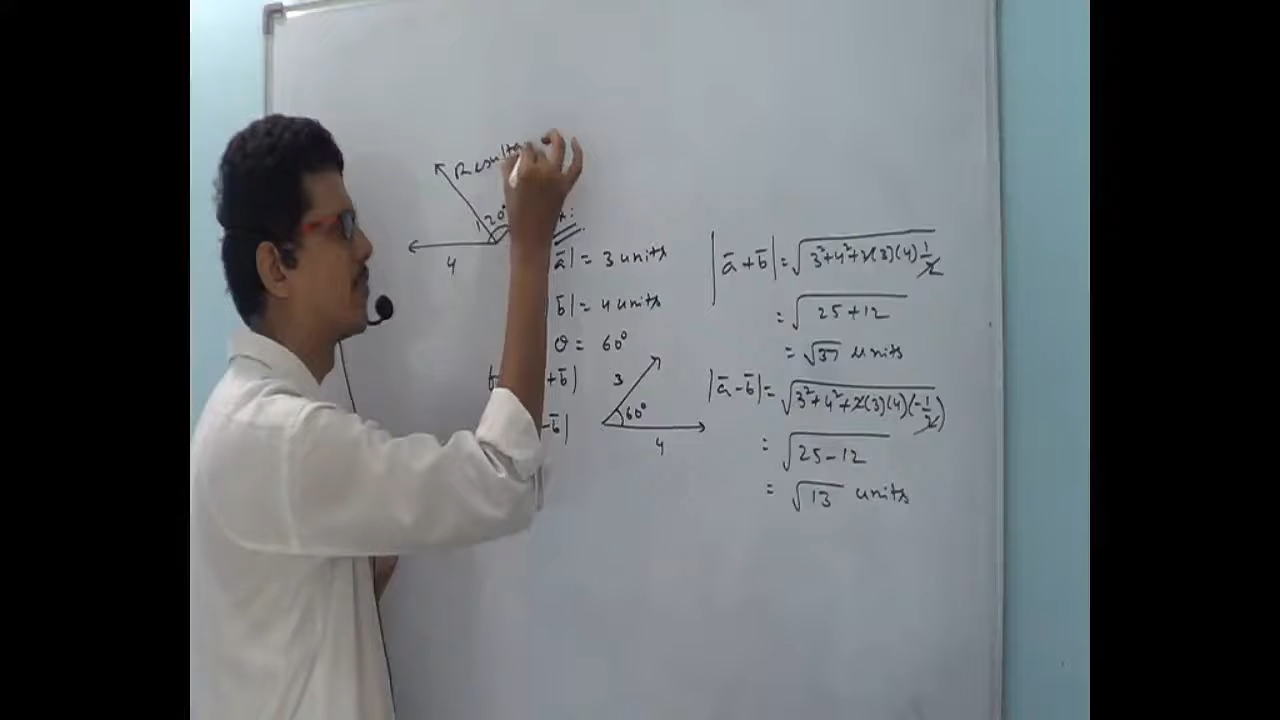 120°
4
|ā| = 3 units
|b̄| = 4 units
θ = 60°
+b̄|
-b̄|
3
60°
4
|ā+b̄| = √3²+4²+2(3)(4)1/2
= √25+12
= √37 units
|ā-b̄| = √3²+4²+2(3)(4)(-1/2)
= √25-12
= √13 units